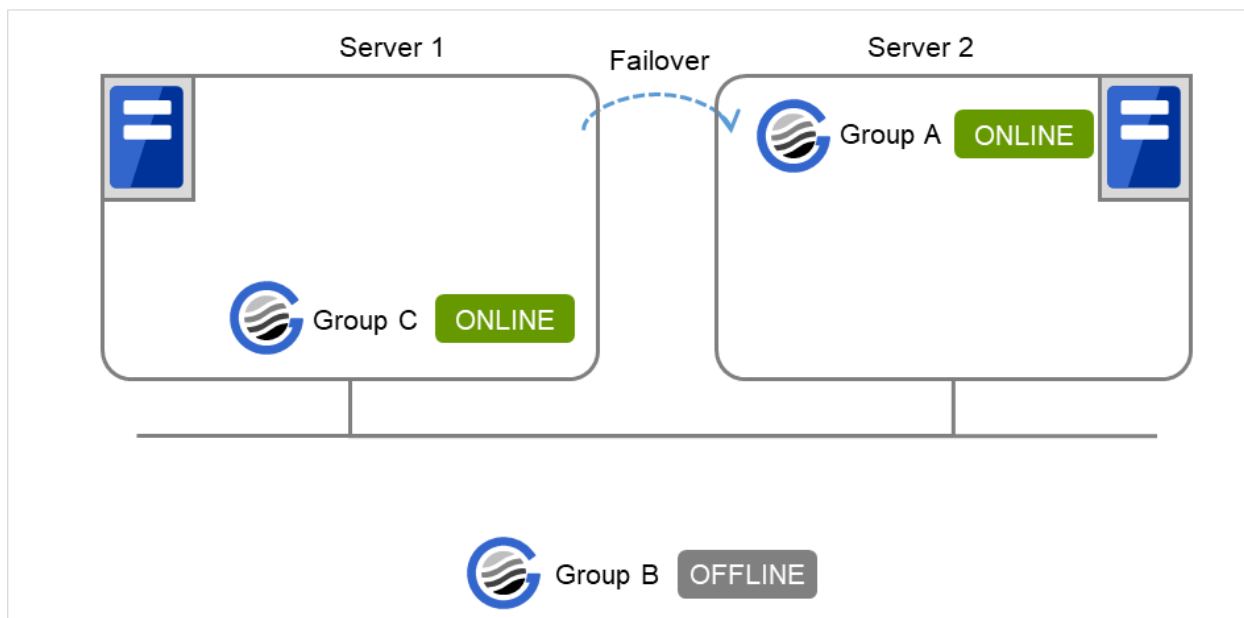 Server 1
Failover
Server 2
Group A ONLINE
Group C ONLINE
Group B OFFLINE